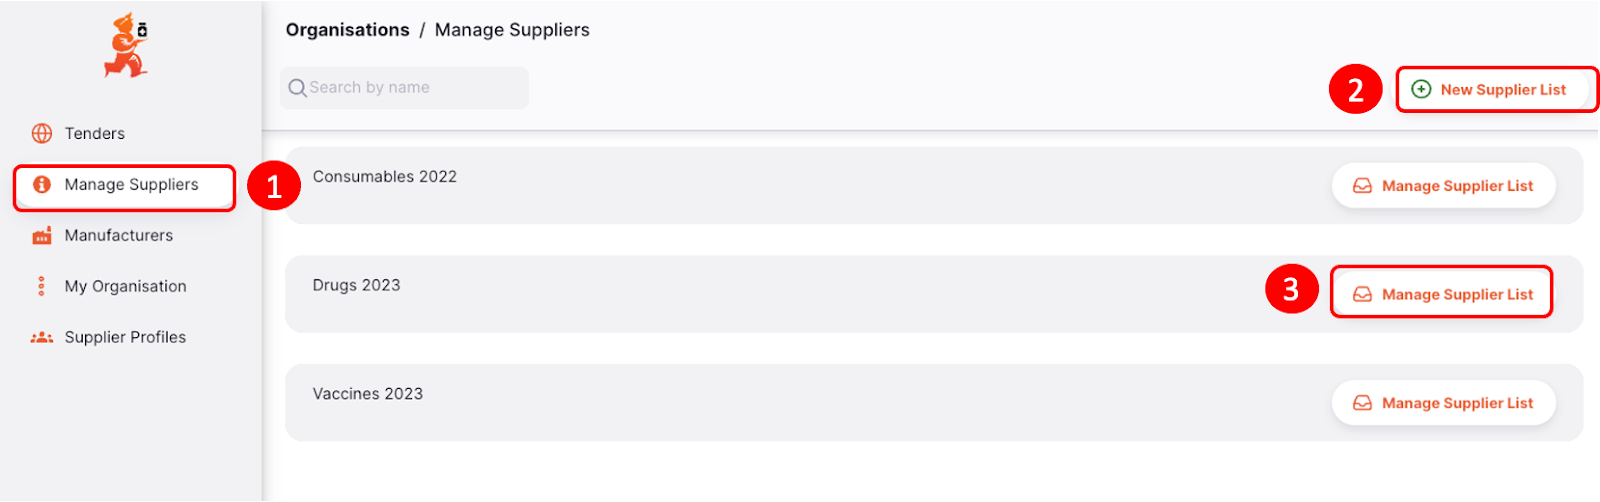 Organisations / Manage Suppliers
Search by name
2
New Supplier List
Tenders
Manage Suppliers
1
Manufacturers
My Organisation
Supplier Profiles
Consumables 2022
Manage Supplier List
Drugs 2023
3
Manage Supplier List
Vaccines 2023
Manage Supplier List